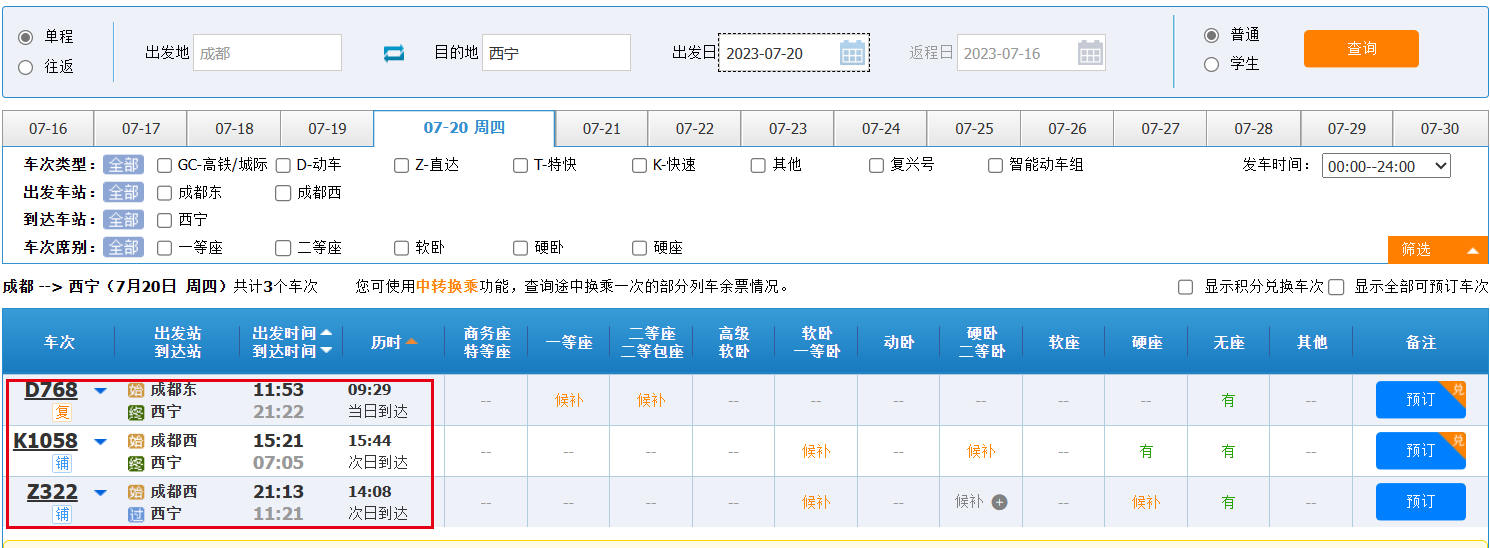 单程 往返
出发地 成都 目的地 西宁 出发日 2023-07-20 返程日 2023-07-16
普通 学生 查询
07-16 07-17 07-18 07-19 07-20 周四 07-21 07-22 07-23 07-24 07-25 07-26 07-27 07-28 07-29 07-30
车次类型： 全部 GC-高铁/城际 D-动车 Z-直达 T-特快 K-快速 其他 复兴号 智能动车组 发车时间： 00:00--24:00
出发车站： 全部 成都东 成都西
到达车站： 全部 西宁
车次席别： 全部 一等座 二等座 软卧 硬卧 硬座 筛选
成都 --> 西宁（7月20日 周四）共计3个车次 您可使用中转换乘功能，查询途中换乘一次的部分列车余票情况。 显示积分兑换车次 显示全部可预订车次
车次 出发站 到达站 出发时间 到达时间 历时 商务座 特等座 一等座 二等座 二等包座 高级 软卧 软卧 一等卧 动卧 硬卧 二等卧 软座 硬座 无座 其他 备注
D768 始 成都东 11:53 09:29 -- 候补 候补 -- -- -- -- -- -- 有 -- 预订 兑
复 终 西宁 21:22 当日到达
K1058 始 成都西 15:21 15:44 -- -- -- -- 候补 -- 候补 -- 有 有 -- 预订 兑
铺 终 西宁 07:05 次日到达
Z322 始 成都西 21:13 14:08 -- -- -- -- 候补 -- 候补 -- 候补 有 -- 预订
铺 过 西宁 11:21 次日到达